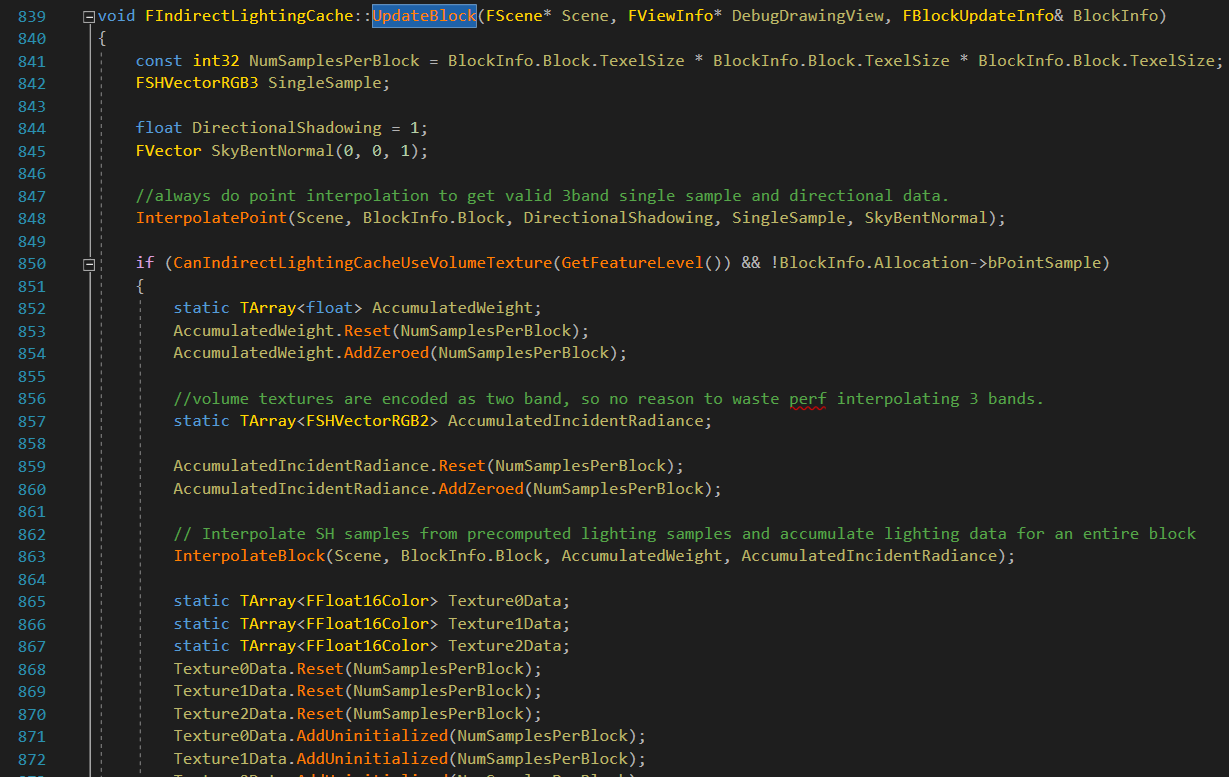 839 void FIndirectLightingCache::UpdateBlock(FScene* Scene, FViewInfo* DebugDrawingView, FBlockUpdateInfo& BlockInfo)
840 {
841 const int32 NumSamplesPerBlock = BlockInfo.Block.TexelSize * BlockInfo.Block.TexelSize * BlockInfo.Block.TexelSize;
842 FSHVectorRGB3 SingleSample;
843
844 float DirectionalShadowing = 1;
845 FVector SkyBentNormal(0, 0, 1);
846
847 //always do point interpolation to get valid 3band single sample and directional data.
848 InterpolatePoint(Scene, BlockInfo.Block, DirectionalShadowing, SingleSample, SkyBentNormal);
849
850 if (CanIndirectLightingCacheUseVolumeTexture(GetFeatureLevel()) && !BlockInfo.Allocation->bPointSample)
851 {
852 static TArray<float> AccumulatedWeight;
853 AccumulatedWeight.Reset(NumSamplesPerBlock);
854 AccumulatedWeight.AddZeroed(NumSamplesPerBlock);
855
856 //volume textures are encoded as two band, so no reason to waste perf interpolating 3 bands.
857 static TArray<FSHVectorRGB2> AccumulatedIncidentRadiance;
858
859 AccumulatedIncidentRadiance.Reset(NumSamplesPerBlock);
860 AccumulatedIncidentRadiance.AddZeroed(NumSamplesPerBlock);
861
862 // Interpolate SH samples from precomputed lighting samples and accumulate lighting data for an entire block
863 InterpolateBlock(Scene, BlockInfo.Block, AccumulatedWeight, AccumulatedIncidentRadiance);
864
865 static TArray<FFloat16Color> Texture0Data;
866 static TArray<FFloat16Color> Texture1Data;
867 static TArray<FFloat16Color> Texture2Data;
868 Texture0Data.Reset(NumSamplesPerBlock);
869 Texture1Data.Reset(NumSamplesPerBlock);
870 Texture2Data.Reset(NumSamplesPerBlock);
871 Texture0Data.AddUninitialized(NumSamplesPerBlock);
872 Texture1Data.AddUninitialized(NumSamplesPerBlock);